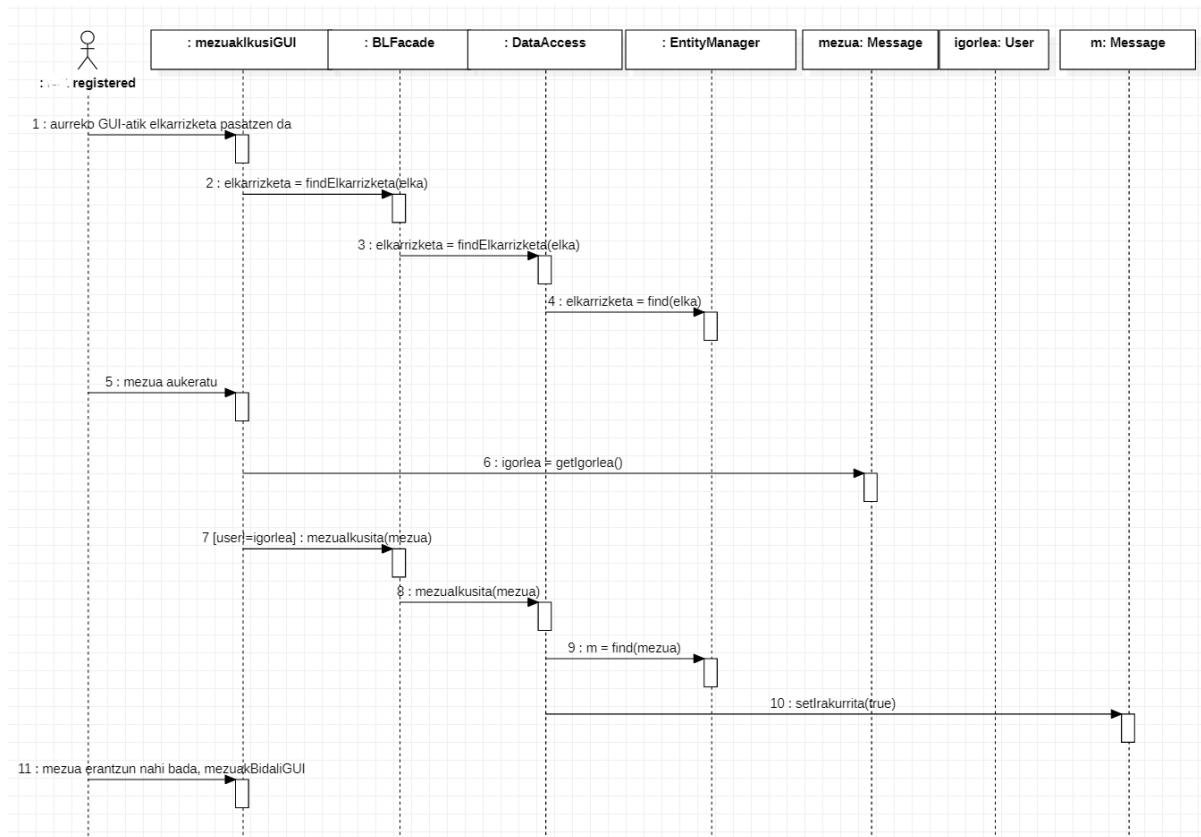 : mezuakIkusiGUI
: BLFacade
: DataAccess
: EntityManager
mezua: Message
igorlea: User
m: Message
: registered
1 : aurreko GUI-atik elkarrizketa pasatzen da
2 : elkarrizketa = findElkarrizketa(elka)
3 : elkarrizketa = findElkarrizketa(elka)
4 : elkarrizketa = find(elka)
5 : mezua aukeratu
6 : igorlea = getIgorlea()
7 [user!=igorlea] : mezuaIkusita(mezua)
8 : mezuaIkusita(mezua)
9 : m = find(mezua)
10 : setIrakurrita(true)
11 : mezua erantzun nahi bada, mezuakBidaliGUI